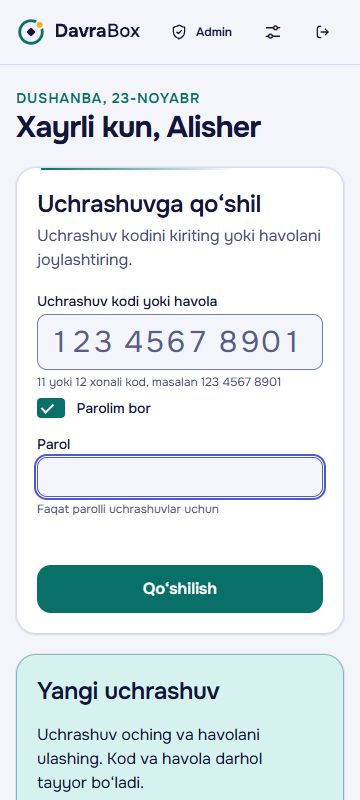 DavraBox
Admin
DUSHANBA, 23-NOYABR
Xayrli kun, Alisher
Uchrashuvga qo‘shil
Uchrashuv kodini kiriting yoki havolani
joylashtiring.
Uchrashuv kodi yoki havola
123 4567 8901
11 yoki 12 xonali kod, masalan 123 4567 8901
Parolim bor
Parol
Faqat parolli uchrashuvlar uchun
Qo‘shilish
Yangi uchrashuv
Uchrashuv oching va havolani
ulashing. Kod va havola darhol
tayyor bo‘ladi.